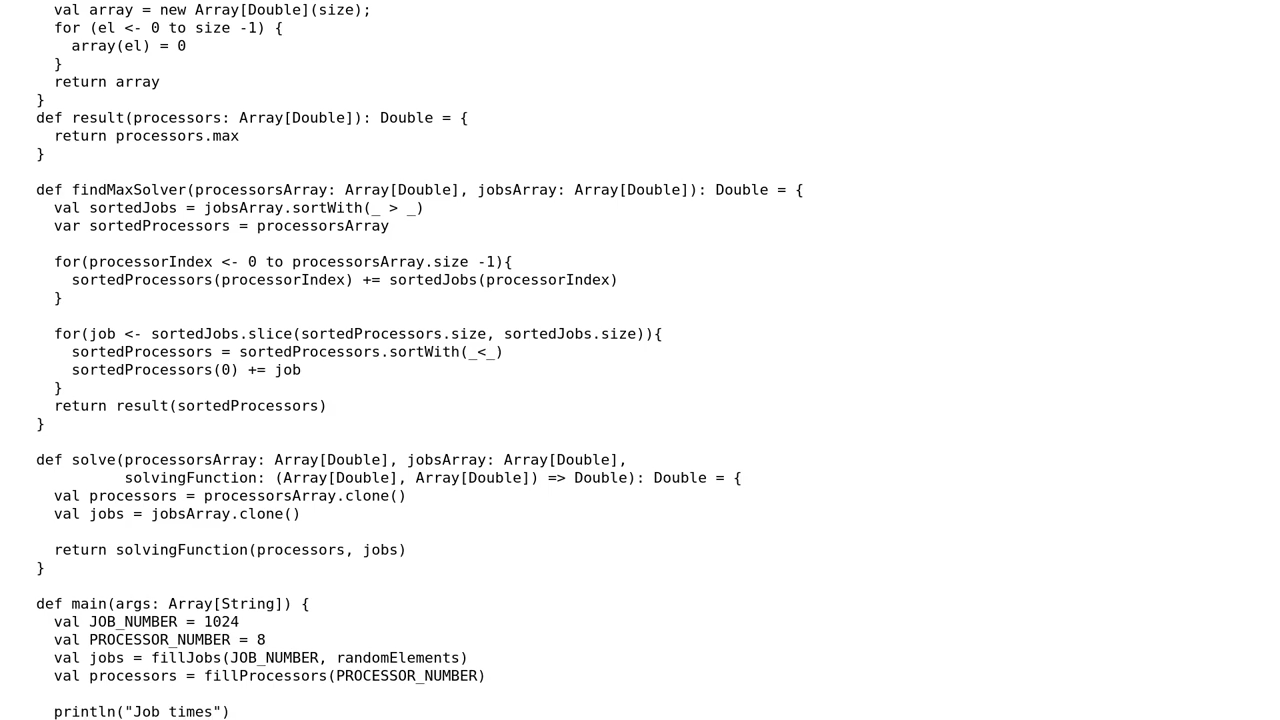 val array = new Array[Double](size);
for (el <- 0 to size -1) {
array(el) = 0
}
return array
}
def result(processors: Array[Double]): Double = {
return processors.max
}
def findMaxSolver(processorsArray: Array[Double], jobsArray: Array[Double]): Double = {
val sortedJobs = jobsArray.sortWith(_ > _)
var sortedProcessors = processorsArray
for(processorIndex <- 0 to processorsArray.size -1){
sortedProcessors(processorIndex) += sortedJobs(processorIndex)
}
for(job <- sortedJobs.slice(sortedProcessors.size, sortedJobs.size)){
sortedProcessors = sortedProcessors.sortWith(_<_)
sortedProcessors(0) += job
}
return result(sortedProcessors)
}
def solve(processorsArray: Array[Double], jobsArray: Array[Double],
solvingFunction: (Array[Double], Array[Double]) => Double): Double = {
val processors = processorsArray.clone()
val jobs = jobsArray.clone()
return solvingFunction(processors, jobs)
}
def main(args: Array[String]) {
val JOB_NUMBER = 1024
val PROCESSOR_NUMBER = 8
val jobs = fillJobs(JOB_NUMBER, randomElements)
val processors = fillProcessors(PROCESSOR_NUMBER)
println("Job times")